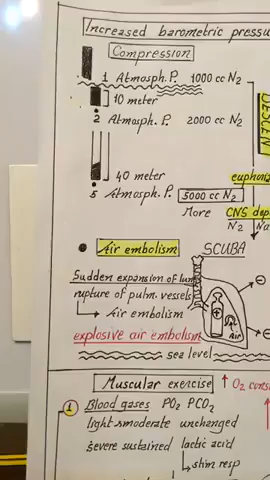 Increased barometric pressu
Compression
1 Atmosph. P. 1000 cc N2
10 meter
2 Atmosph. P. 2000 cc N2
DESCEN
40 meter
5 Atmosph. P. 5000 cc N2
euphoria
More CNS dep
N2
Air embolism SCUBA
Sudden expansion of lun
rupture of pulm. vessels
Air embolism
Air
explosive air embolism
sea level
Muscular exercise ↑ O2 cons
1 Blood gases PO2 PCO2
light & moderate unchanged
severe sustained lactic acid
stim resp